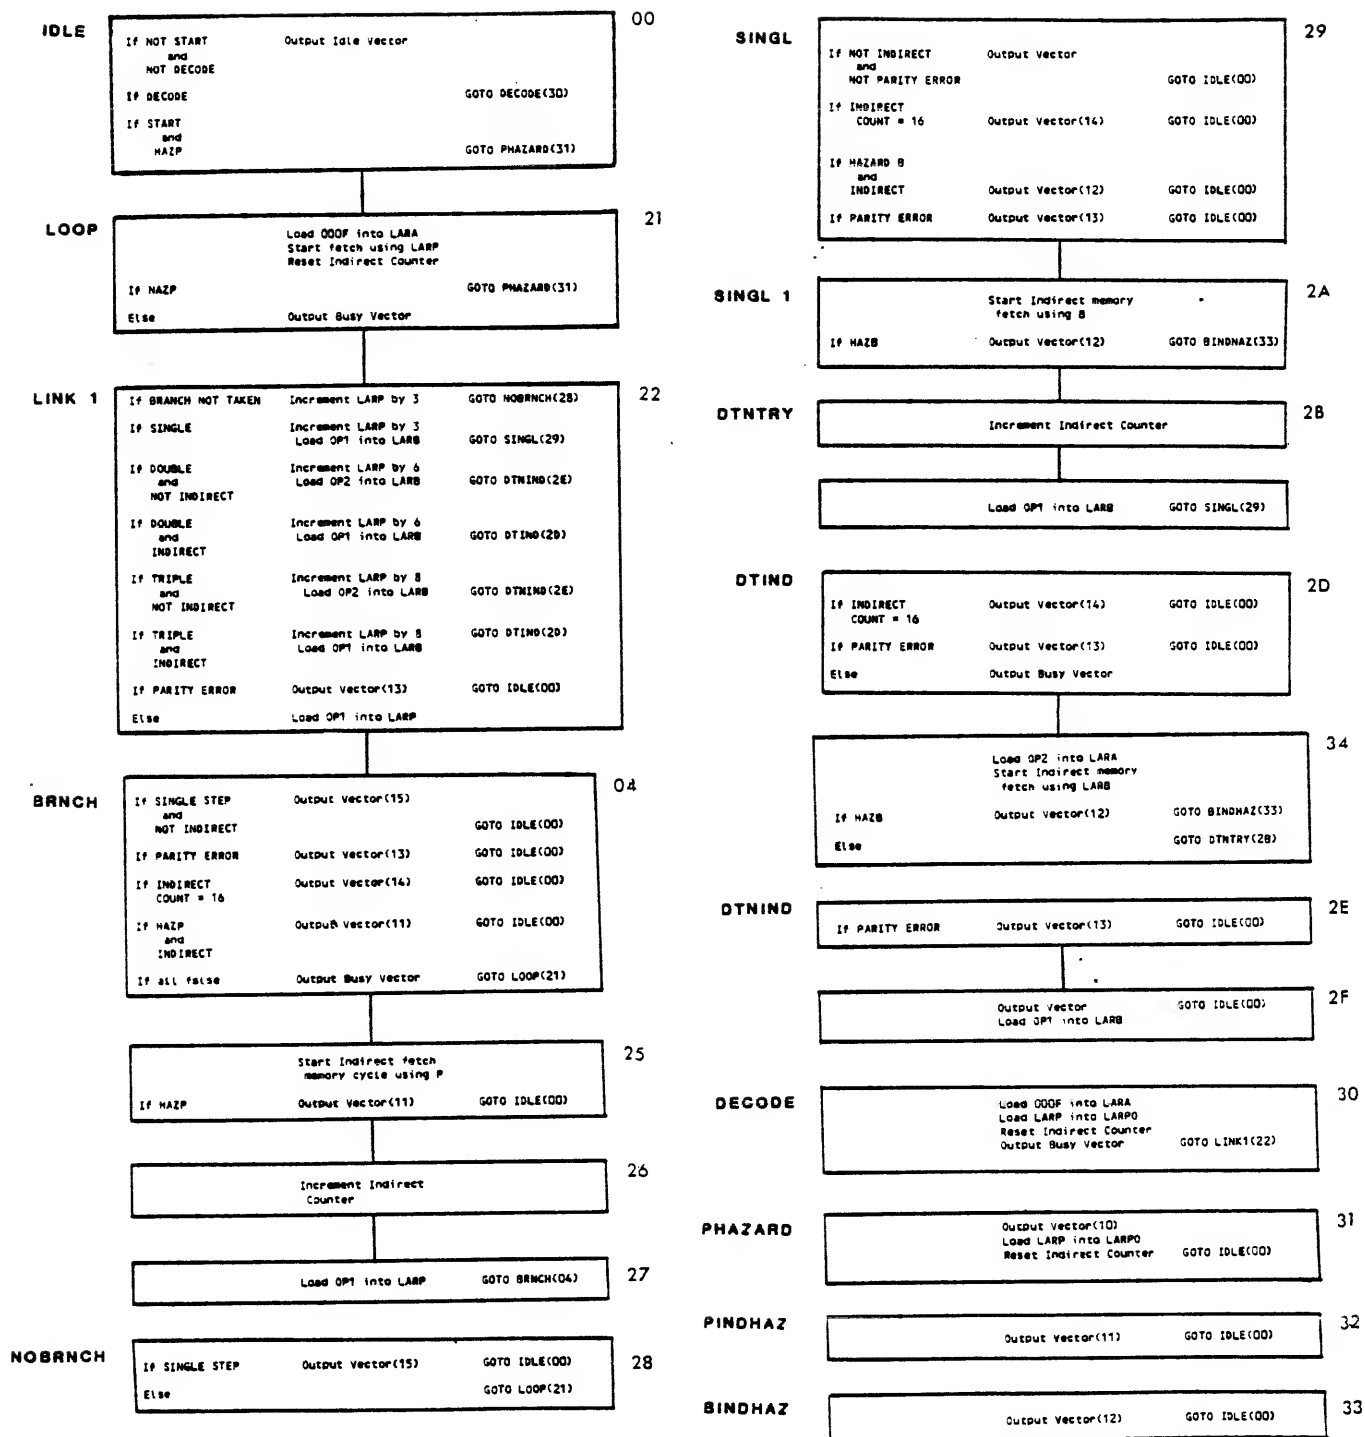 IDLE
00
If NOT START Output Idle Vector
and
NOT DECODE
If DECODE GOTO DECODE(30)
If START
and
HAZP GOTO PHAZARD(31)
LOOP
21
Load 000F into LARA
Start fetch using LARP
Reset Indirect Counter
If HAZP GOTO PHAZARD(31)
Else Output Busy Vector
LINK 1
22
If BRANCH NOT TAKEN Increment LARP by 3 GOTO NOBRNCH(28)
If SINGLE Increment LARP by 3
Load OP1 into LARB GOTO SINGL(29)
If DOUBLE Increment LARP by 6
and Load OP2 into LARB GOTO DTNIND(2E)
NOT INDIRECT
If DOUBLE Increment LARP by 6
and Load OP1 into LARB GOTO DTIND(2D)
INDIRECT
If TRIPLE Increment LARP by 8
and Load OP2 into LARB GOTO DTNIND(2E)
NOT INDIRECT
If TRIPLE Increment LARP by 8 GOTO DTIND(2D)
and Load OP1 into LARB
INDIRECT
If PARITY ERROR Output Vector(13) GOTO IDLE(00)
Else Load OP1 into LARP
BRNCH
04
If SINGLE STEP Output Vector(15)
and
NOT INDIRECT GOTO IDLE(00)
If PARITY ERROR Output Vector(13) GOTO IDLE(00)
If INDIRECT Output Vector(14) GOTO IDLE(00)
COUNT = 16
If HAZP Output Vector(11) GOTO IDLE(00)
and
INDIRECT
If all false Output Busy Vector GOTO LOOP(21)
25
Start Indirect fetch
memory cycle using P
If HAZP Output Vector(11) GOTO IDLE(00)
26
Increment Indirect
Counter
Load OP1 into LARP GOTO BRNCH(04)
27
NOBRNCH
28
If SINGLE STEP Output Vector(15) GOTO IDLE(00)
Else GOTO LOOP(21)
SINGL
29
If NOT INDIRECT Output Vector
and
NOT PARITY ERROR GOTO IDLE(00)
If INDIRECT
COUNT = 16 Output Vector(14) GOTO IDLE(00)
If HAZARD B
and
INDIRECT Output Vector(12) GOTO IDLE(00)
If PARITY ERROR Output Vector(13) GOTO IDLE(00)
SINGL 1
2A
Start Indirect memory
fetch using B
If HAZB Output Vector(12) GOTO BINDHAZ(33)
DTNTRY
2B
Increment Indirect Counter
Load OP1 into LARB GOTO SINGL(29)
DTIND
2D
If INDIRECT Output Vector(14) GOTO IDLE(00)
COUNT = 16
If PARITY ERROR Output Vector(13) GOTO IDLE(00)
Else Output Busy Vector
34
Load OP2 into LARA
Start Indirect memory
fetch using LARB
If HAZB Output Vector(12) GOTO BINDHAZ(33)
Else GOTO DTNTRY(2B)
DTNIND
2E
If PARITY ERROR Output Vector(13) GOTO IDLE(00)
2F
Output Vector GOTO IDLE(00)
Load OP1 into LARB
DECODE
30
Load 000F into LARA
Load LARP into LARPO
Reset Indirect Counter
Output Busy Vector GOTO LINK1(22)
PHAZARD
31
Output Vector(10)
Load LARP into LARPO
Reset Indirect Counter GOTO IDLE(00)
PINDHAZ
32
Output Vector(11) GOTO IDLE(00)
BINDHAZ
33
Output Vector(12) GOTO IDLE(00)